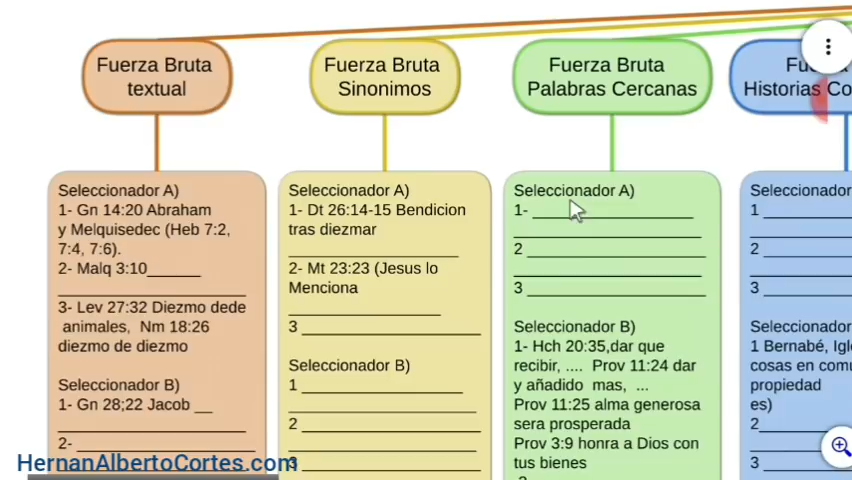 Fuerza Bruta
textual
Fuerza Bruta
Sinonimos
Fuerza Bruta
Palabras Cercanas
Historias Co
Seleccionador A)
1- Gn 14:20 Abraham
y Melquisedec (Heb 7:2,
7:4, 7:6).
2- Malq 3:10______
3- Lev 27:32 Diezmo dede
animales, Nm 18:26
diezmo de diezmo
Seleccionador B)
1- Gn 28;22 Jacob __
2-
Seleccionador A)
1- Dt 26:14-15 Bendicion
tras diezmar
2- Mt 23:23 (Jesus lo
Menciona
3
Seleccionador B)
1
2
3
Seleccionador A)
1-
2
3
Seleccionador B)
1- Hch 20:35,dar que
recibir, .... Prov 11:24 dar
y añadido mas, ...
Prov 11:25 alma generosa
sera prosperada
Prov 3:9 honra a Dios con
tus bienes
Seleccionador
1
2
3
Seleccionador
1 Bernabé, Igl
cosas en comu
propiedad
es)
2
3
HernanAlbertoCortes.com